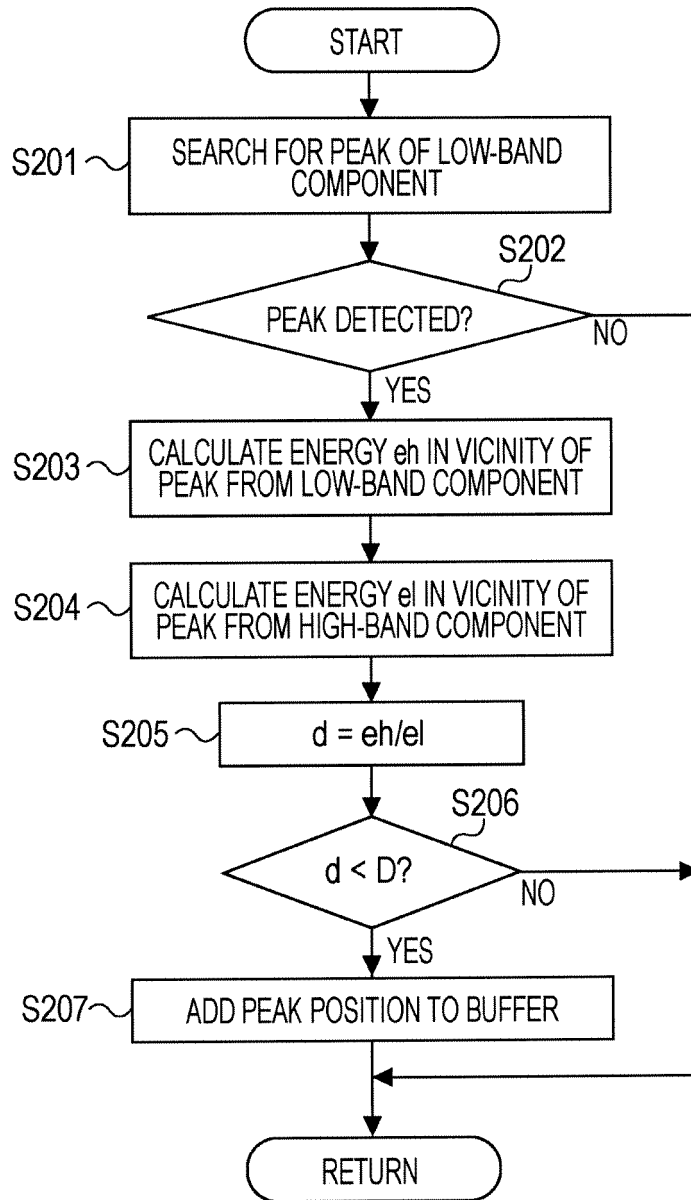 START
S201
SEARCH FOR PEAK OF LOW-BAND
COMPONENT
S202
PEAK DETECTED?
NO
YES
S203
CALCULATE ENERGY eh IN VICINITY OF
PEAK FROM LOW-BAND COMPONENT
S204
CALCULATE ENERGY el IN VICINITY OF
PEAK FROM HIGH-BAND COMPONENT
S205
d = eh/el
S206
d < D?
NO
YES
S207
ADD PEAK POSITION TO BUFFER
RETURN